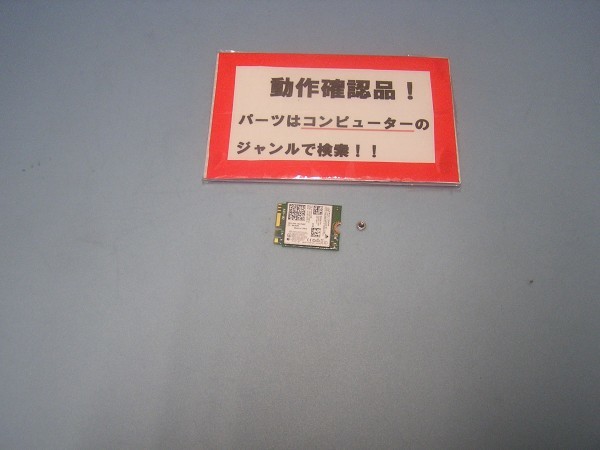 動作確認品！
パーツはコンピューターの
ジャンルで検索！！